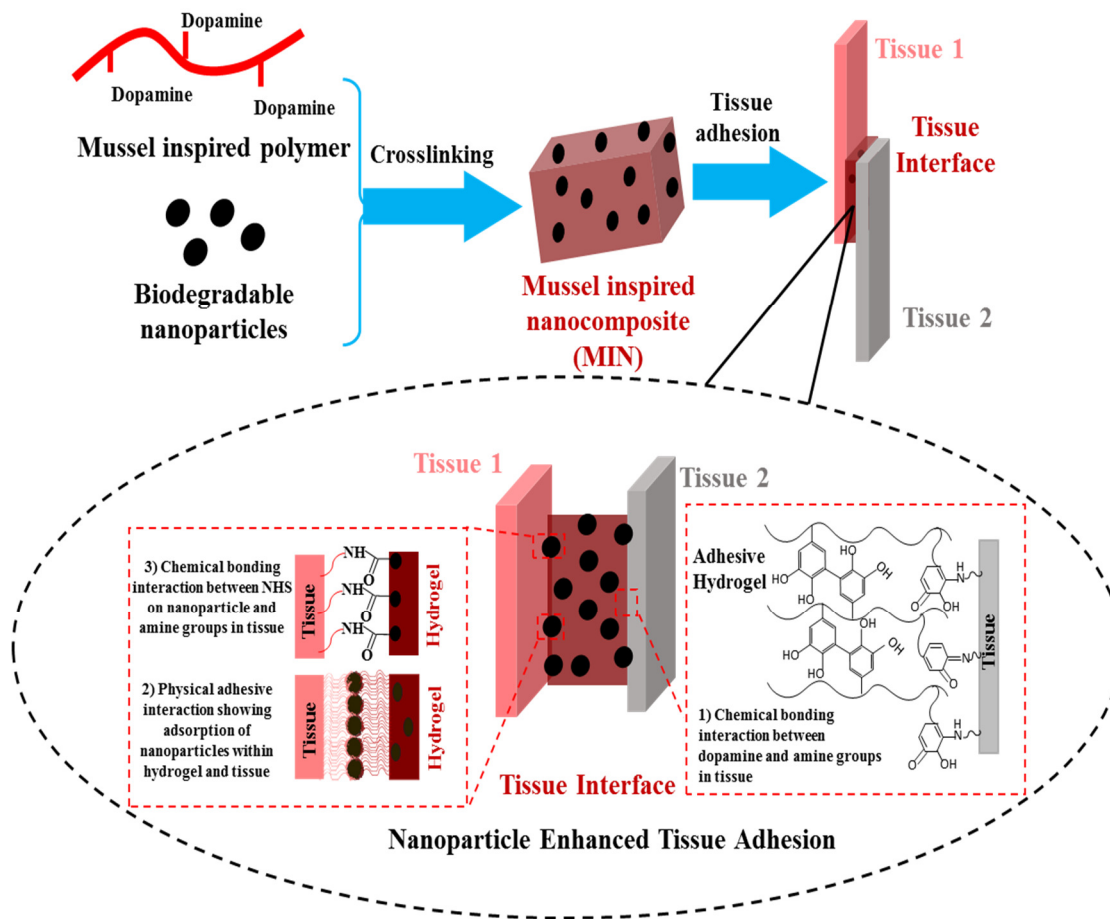 Dopamine
Dopamine
Dopamine
Mussel inspired polymer
Biodegradable
nanoparticles
Crosslinking
Mussel inspired
nanocomposite
(MIN)
Tissue
adhesion
Tissue 1
Tissue
Interface
Tissue 2
Tissue 1
Tissue 2
3) Chemical bonding
interaction between NHS
on nanoparticle and
amine groups in tissue
Tissue
NH
O
NH
O
NH
O
Hydrogel
2) Physical adhesive
interaction showing
adsorption of
nanoparticles within
hydrogel and tissue
Tissue
Hydrogel
Tissue Interface
Adhesive
Hydrogel
HO
OH
OH
HO
HO
H
N
O
OH
OH
OH
HO
HO
HO
N
O
H
N
O
OH
Tissue
1) Chemical bonding
interaction between
dopamine and amine groups
in tissue
Nanoparticle Enhanced Tissue Adhesion